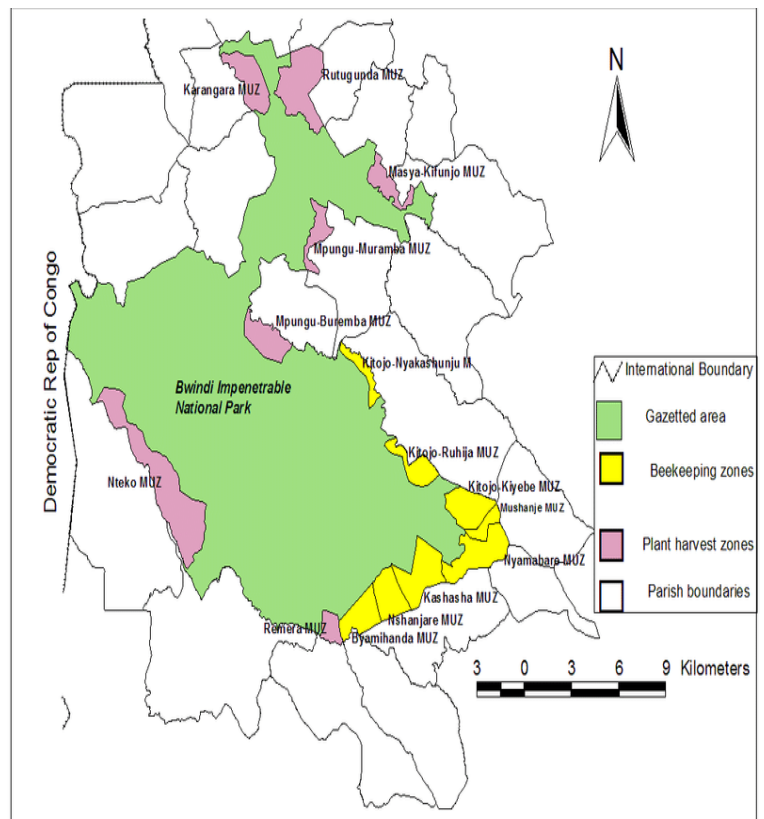 N
Karangara MUZ
Rutugunda MUZ
Masya-Kifunjo MUZ
Mpungu-Muramba MUZ
Democratic Rep of Congo
Mpungu-Buremba MUZ
Kitojo-Nyakashunju M
International Boundary
Bwindi Impenetrable
National Park
Gazetted area
Kitojo-Ruhija MUZ
Beekeeping zones
Nteko MUZ
Kitojo-Kiyebe MUZ
Mushanje MUZ
Plant harvest zones
Nyamabare MUZ
Parish boundaries
Kashasha MUZ
Nshanjare MUZ
Remera MUZ
Byamihanda MUZ
3 0 3 6 9 Kilometers